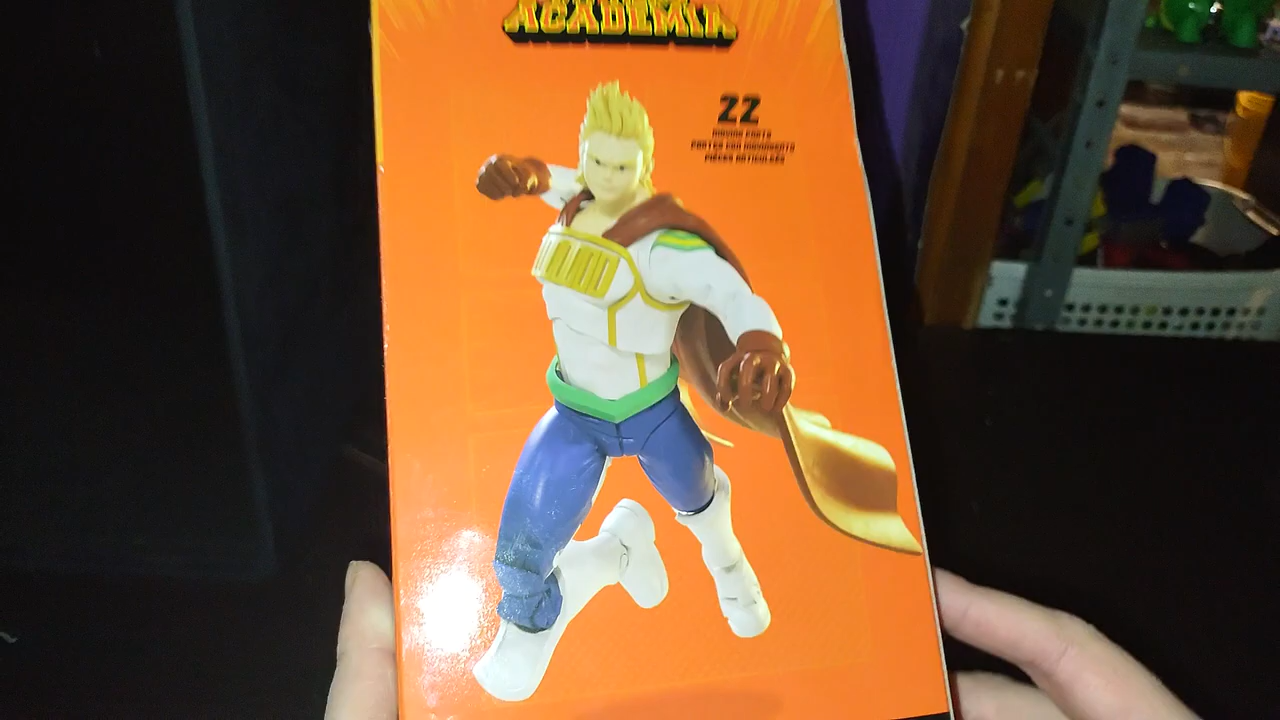 ACADEMIA
22
MOVING PARTS
PARTES CON MOVIMIENTO
PIÈCES ARTICULÉES